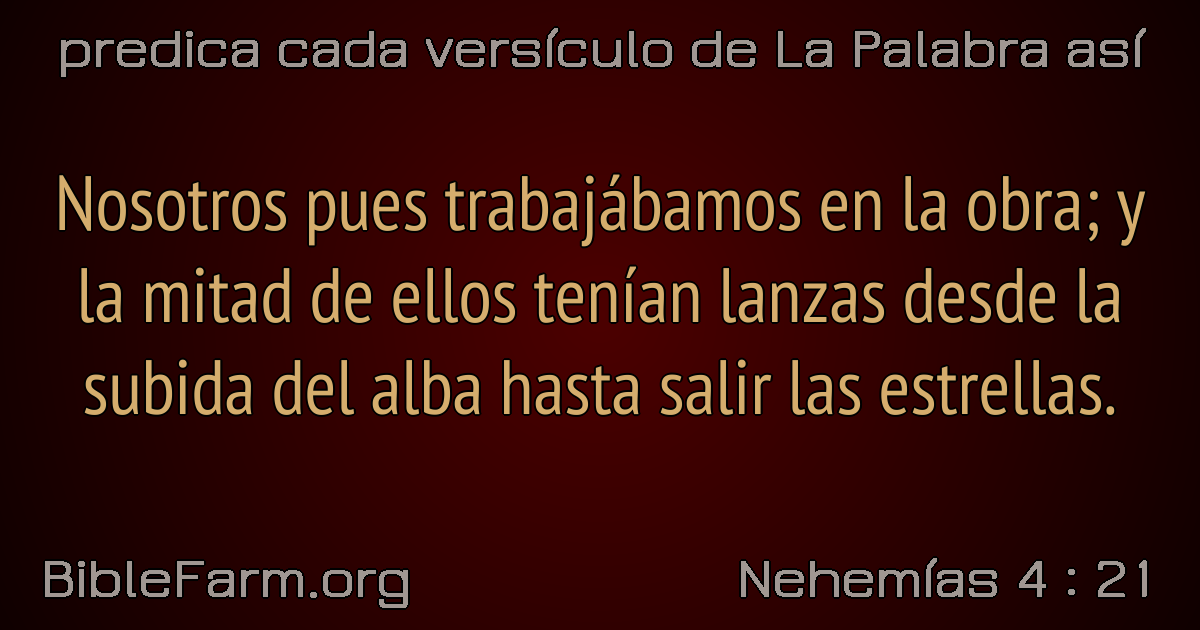 predica cada versículo de La Palabra así
Nosotros pues trabajábamos en la obra; y
la mitad de ellos tenían lanzas desde la
subida del alba hasta salir las estrellas.
BibleFarm.org
Nehemías 4 : 21